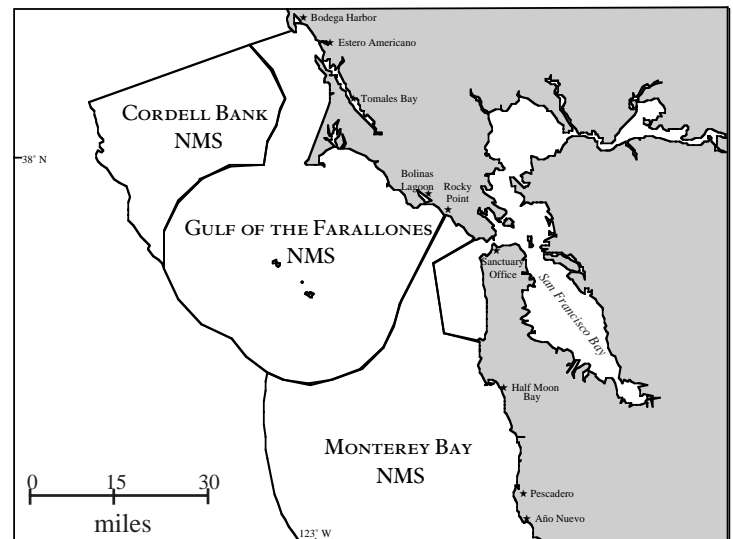 Bodega Harbor
Estero Americano
Tomales Bay
CORDELL BANK
NMS
38° N
Bolinas
Lagoon
Rocky
Point
GULF OF THE FARALLONES
NMS
Sanctuary
Office
San Francisco Bay
Half Moon
Bay
MONTEREY BAY
NMS
0 15 30
miles
Pescadero
Año Nuevo
123° W